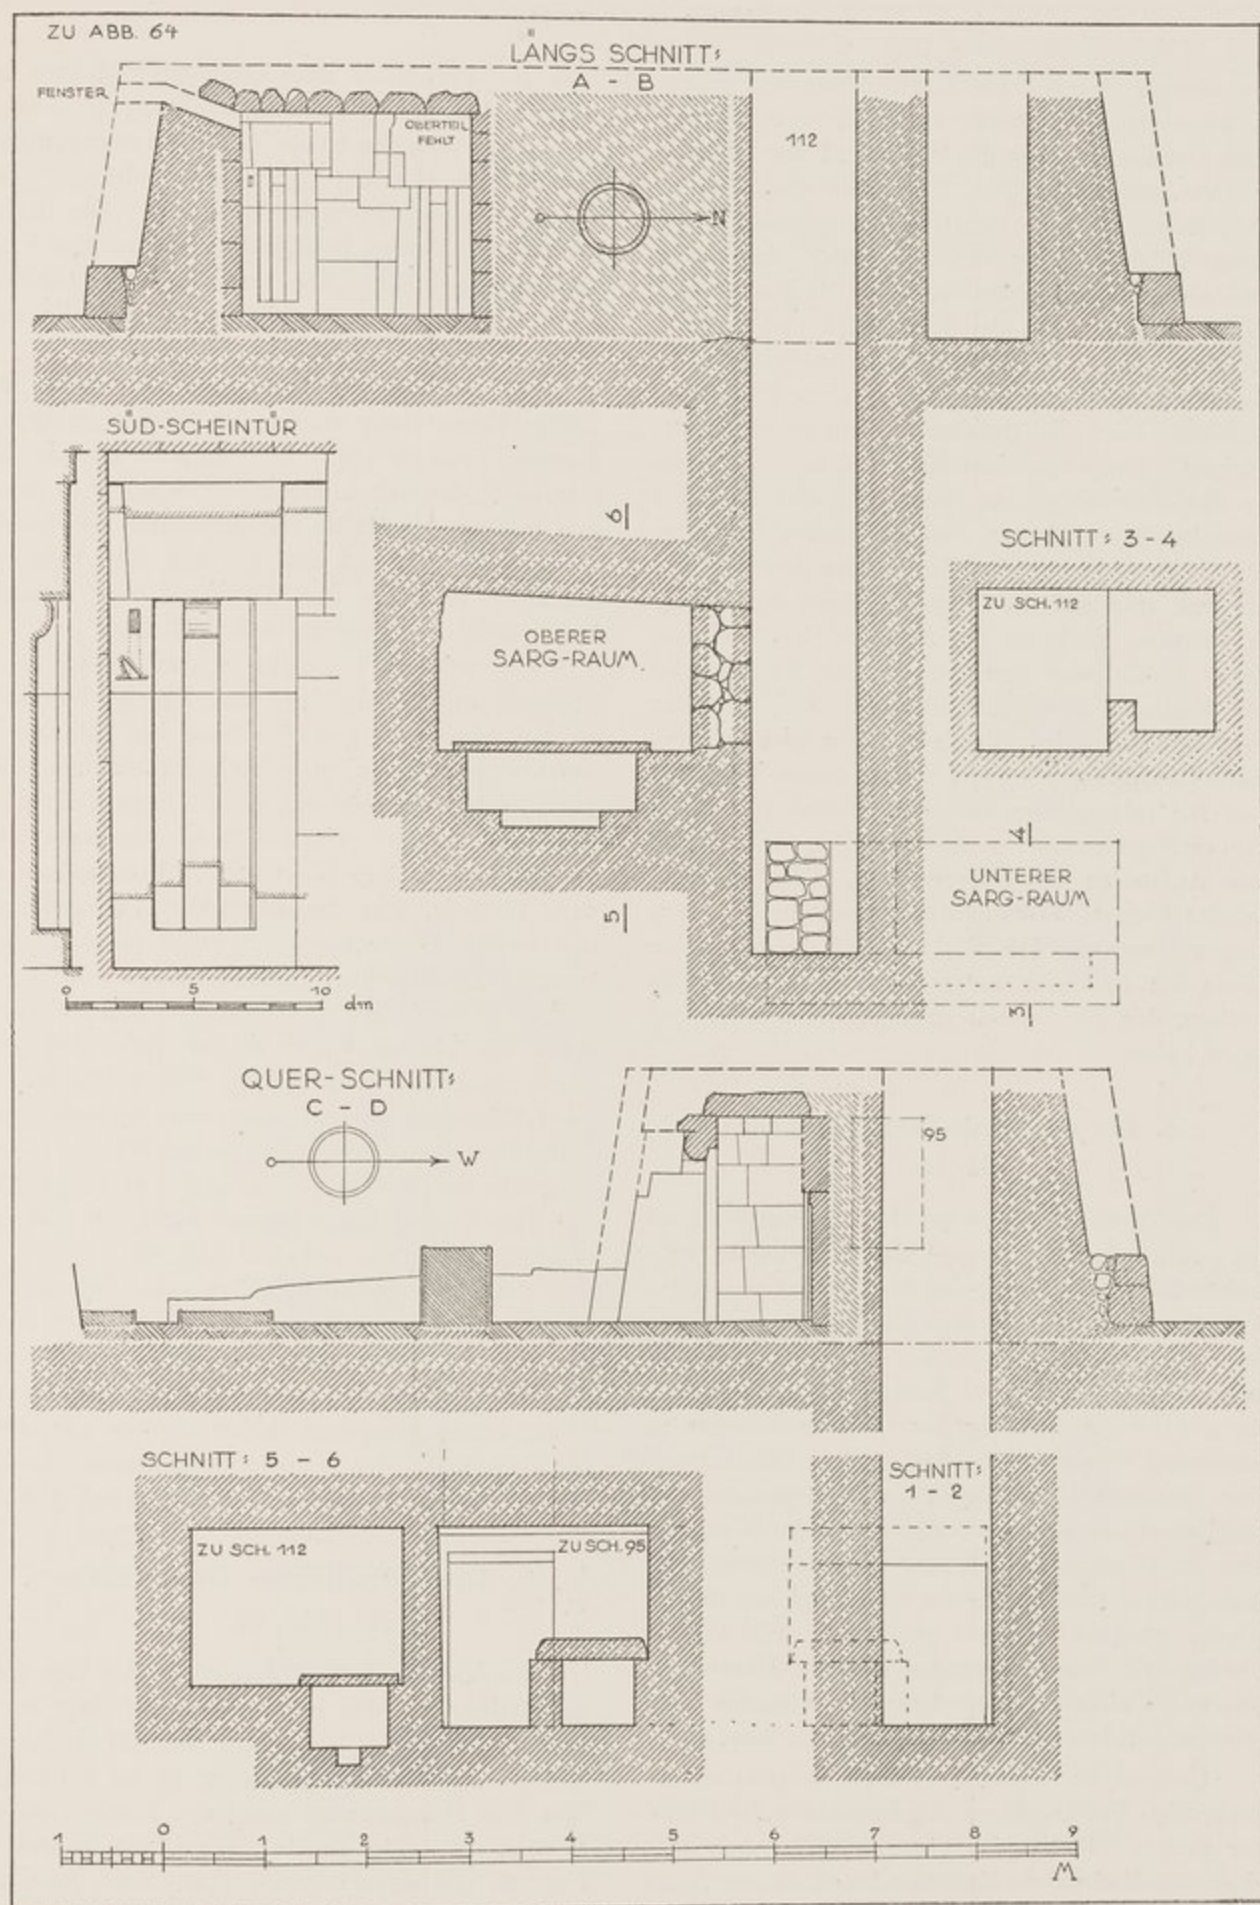 ZU ABB. 64
LÄNGS SCHNITT:
A - B
FENSTER
OBERTEIL
FEHLT
112
N
SÜD-SCHEINTÜR
6
SCHNITT: 3 - 4
ZU SCH. 112
OBERER
SARG-RAUM.
4
UNTERER
SARG-RAUM
5
3
0 5 10 dm
QUER-SCHNITT:
C - D
W
95
SCHNITT: 5 - 6
SCHNITT:
1 - 2
ZU SCH. 112
ZU SCH. 95
1 0 1 2 3 4 5 6 7 8 9
M